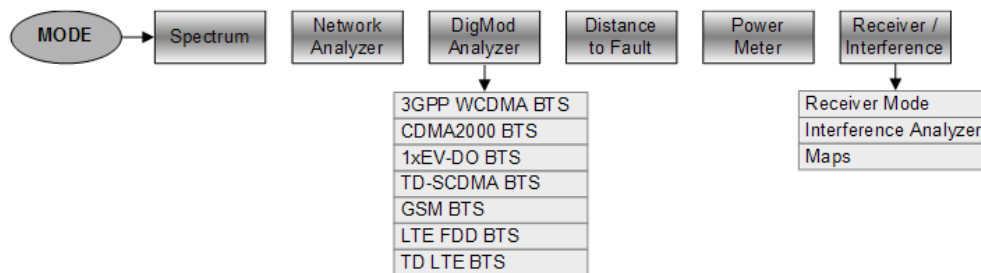 MODE
Spectrum
Network
Analyzer
DigMod
Analyzer
Distance
to Fault
Power
Meter
Receiver /
Interference
3GPP WCDMA BTS
CDMA2000 BTS
1xEV-DO BTS
TD-SCDMA BTS
GSM BTS
LTE FDD BTS
TD LTE BTS
Receiver Mode
Interference Analyzer
Maps